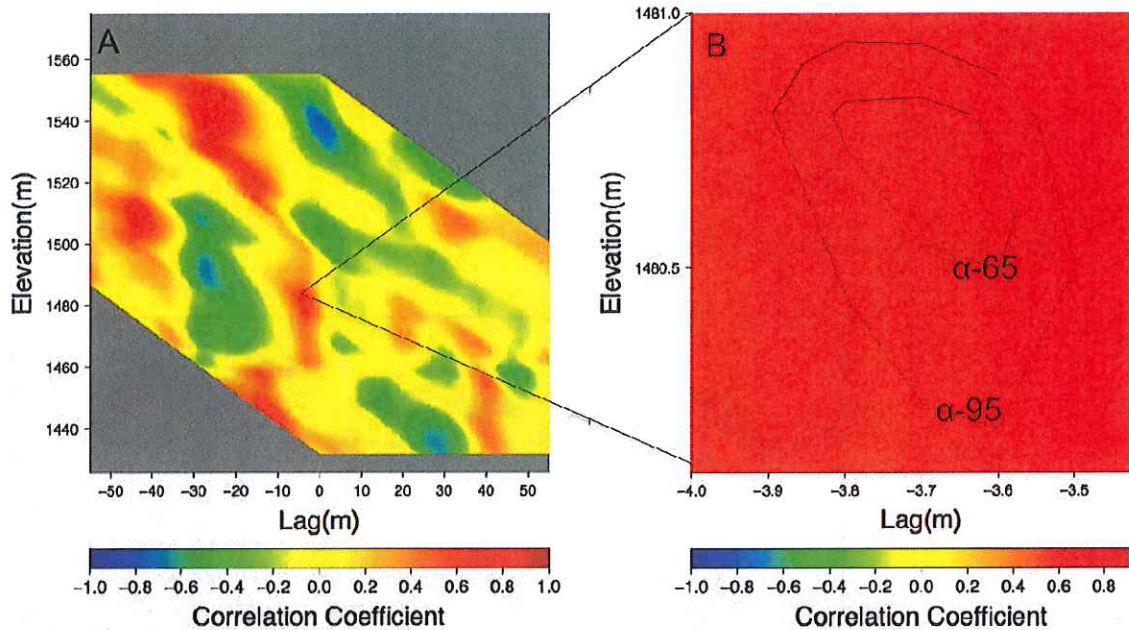 A
Elevation(m)
1560
1540
1520
1500
1480
1460
1440
−50 −40 −30 −20 −10 0 10 20 30 40 50
Lag(m)
−1.0 −0.8 −0.6 −0.4 −0.2 0.0 0.2 0.4 0.6 0.8 1.0
Correlation Coefficient
B
Elevation(m)
1481.0
1480.5
α-65
α-95
−4.0 −3.9 −3.8 −3.7 −3.6 −3.5
Lag(m)
−1.0 −0.8 −0.6 −0.4 −0.2 0.0 0.2 0.4 0.6 0.8
Correlation Coefficient